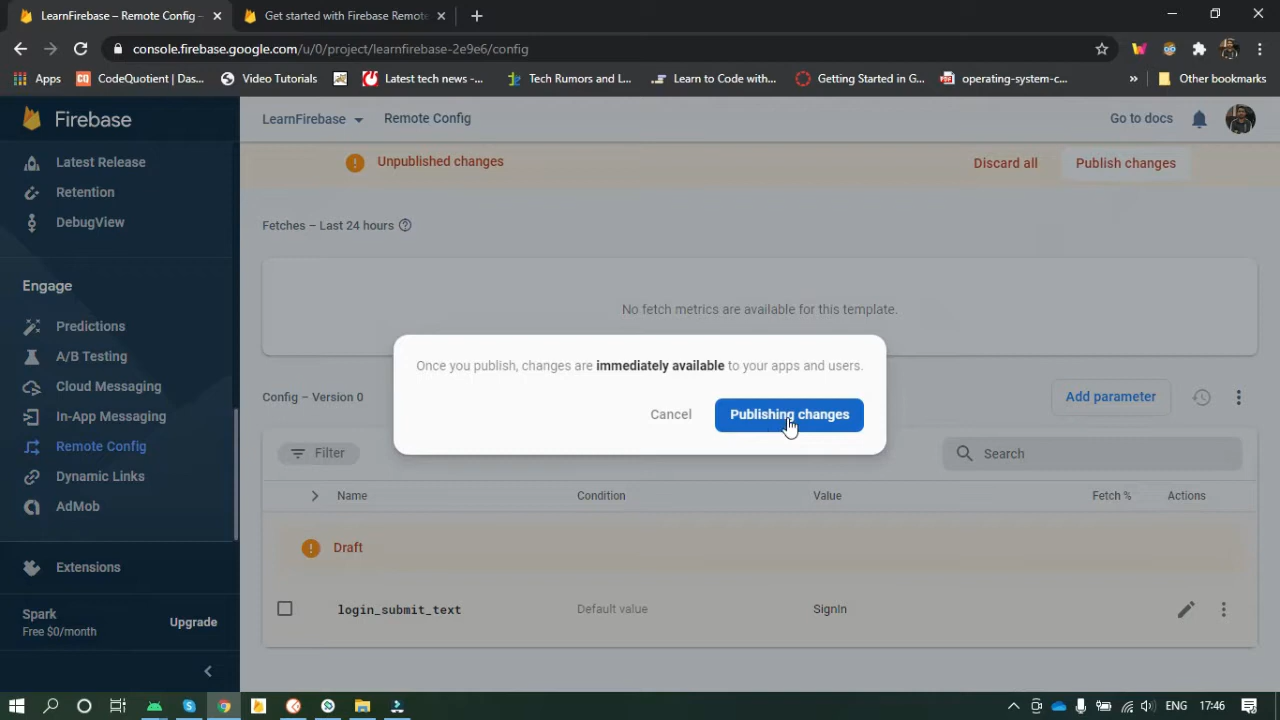 LearnFirebase – Remote Config –
Get started with Firebase Remote
console.firebase.google.com/u/0/project/learnfirebase-2e9e6/config
Apps
CodeQuotient | Das...
Video Tutorials
Latest tech news -...
Tech Rumors and I...
Learn to Code with...
Getting Started in G...
operating-system-c...
»
Other bookmarks
Firebase
LearnFirebase
Remote Config
Go to docs
Latest Release
Retention
DebugView
Engage
Predictions
A/B Testing
Cloud Messaging
In-App Messaging
Remote Config
Dynamic Links
AdMob
Extensions
Spark
Free $0/month
Upgrade
Unpublished changes
Discard all
Publish changes
Fetches – Last 24 hours
No fetch metrics are available for this template.
Once you publish, changes are immediately available to your apps and users.
Cancel
Publishing changes
Config – Version 0
Add parameter
Filter
Search
Name
Condition
Value
Fetch %
Actions
Draft
login_submit_text
Default value
SignIn
ENG
17:46